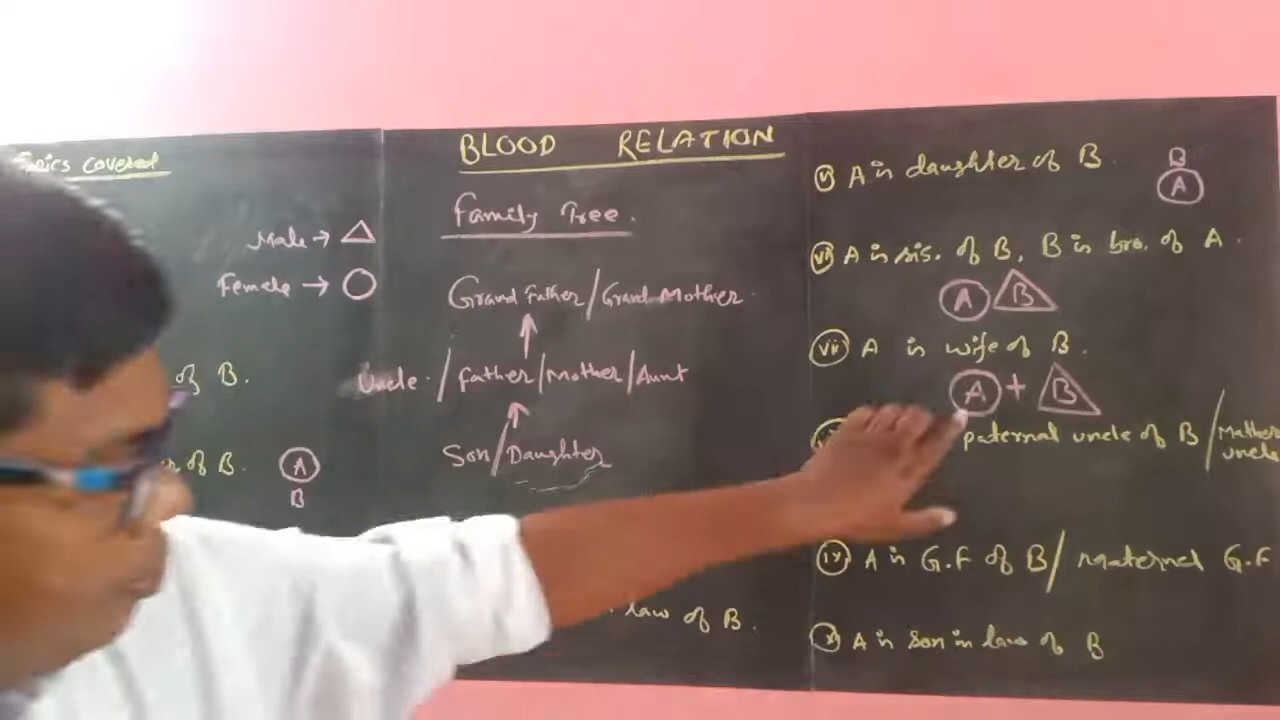 covered
Male → △
Female → ○
of B.
of B.
A
B
BLOOD RELATION
Family Tree.
Grand Father/Grand Mother
Uncle / Father/Mother/Aunt
Son/Daughter
law of B.
v) A is daughter of B
B
A
vi) A is sis. of B, B is bro. of A.
A B
vii) A is wife of B.
A + B
paternal uncle of B /
uncle
ix) A is G.F of B/ maternal G.F
x) A is son in law of B